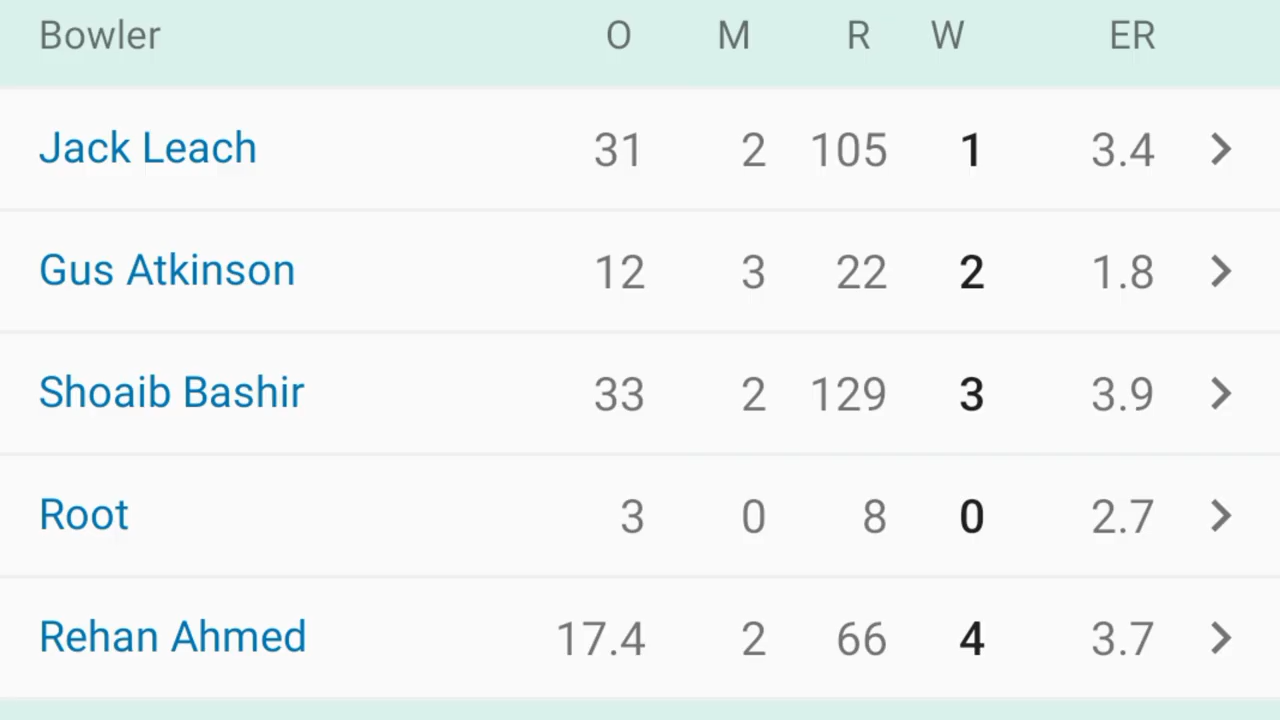 Bowler O M R W ER
Jack Leach 31 2 105 1 3.4
Gus Atkinson 12 3 22 2 1.8
Shoaib Bashir 33 2 129 3 3.9
Root 3 0 8 0 2.7
Rehan Ahmed 17.4 2 66 4 3.7